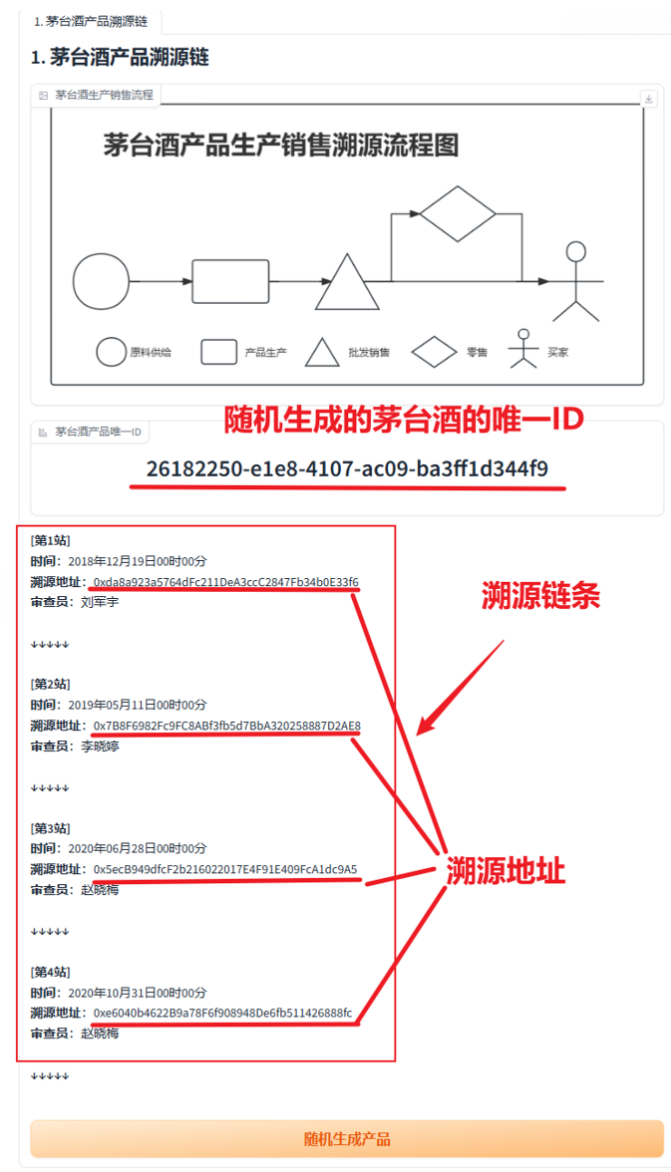 1. 茅台酒产品溯源链
1. 茅台酒产品溯源链
茅台酒生产销售流程
茅台酒产品生产销售溯源流程图
原料供给
产品生产
批发销售
零售
买家
随机生成的茅台酒的唯一ID
茅台酒产品唯一ID
26182250-e1e8-4107-ac09-ba3ff1d344f9
[第1站]
时间：2018年12月19日00时00分
溯源地址：0xda8a923a5764dFc211DeA3ccC2847Fb34b0E33f6
审查员：刘军宇
↓↓↓↓↓
溯源链条
[第2站]
时间：2019年05月11日00时00分
溯源地址：0x7B8F6982Fc9FC8ABf3fb5d7BbA320258887D2AE8
审查员：李晓婷
↓↓↓↓↓
[第3站]
时间：2020年06月28日00时00分
溯源地址：0x5ecB949dfcF2b216022017E4F91E409FcA1dc9A5
审查员：赵晓梅
溯源地址
↓↓↓↓↓
[第4站]
时间：2020年10月31日00时00分
溯源地址：0xe6040b4622B9a78F6f908948De6fb511426888fc
审查员：赵晓梅
↓↓↓↓↓
随机生成产品